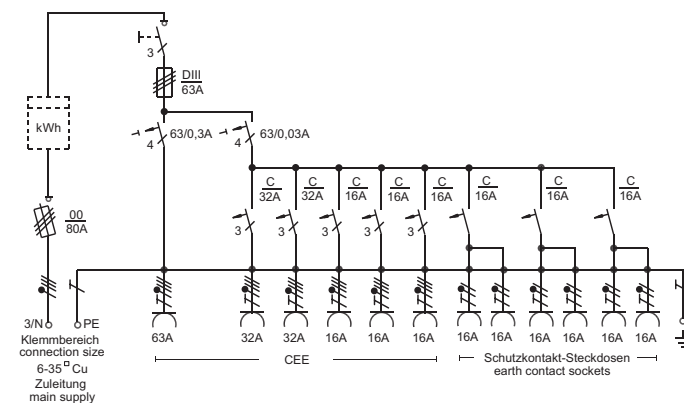 3
DIII
63A
kWh
63/0,3A
63/0,03A
4
4
C
32A
C
32A
C
16A
C
16A
C
16A
C
16A
C
16A
C
16A
00
80A
3
3
3
3
3
3/N
PE
63A
32A
32A
16A
16A
16A
16A
16A
16A
16A
16A
16A
Klemmbereich
connection size
6-35 □ Cu
Zuleitung
main supply
CEE
Schutzkontakt-Steckdosen
earth contact sockets